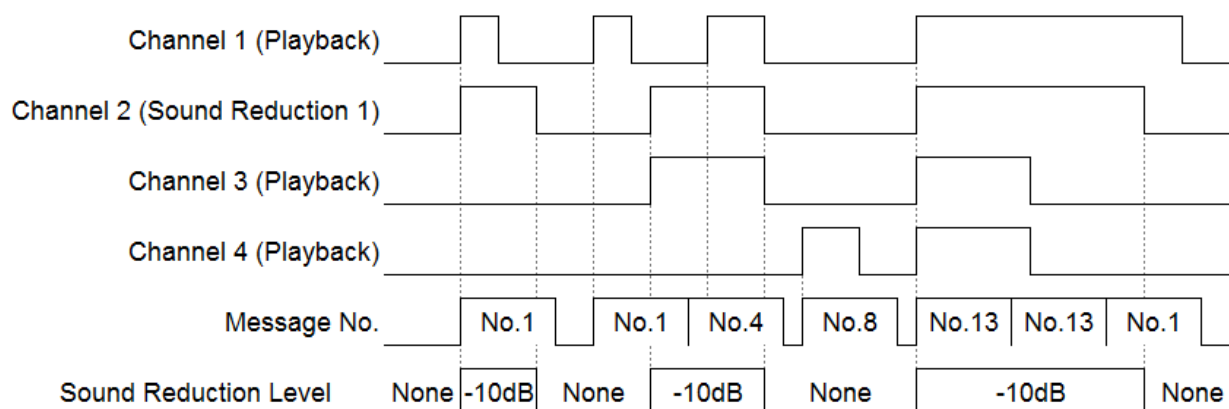 Channel 1 (Playback)
Channel 2 (Sound Reduction 1)
Channel 3 (Playback)
Channel 4 (Playback)
Message No. No.1 No.1 No.4 No.8 No.13 No.13 No.1
Sound Reduction Level None -10dB None -10dB None -10dB None